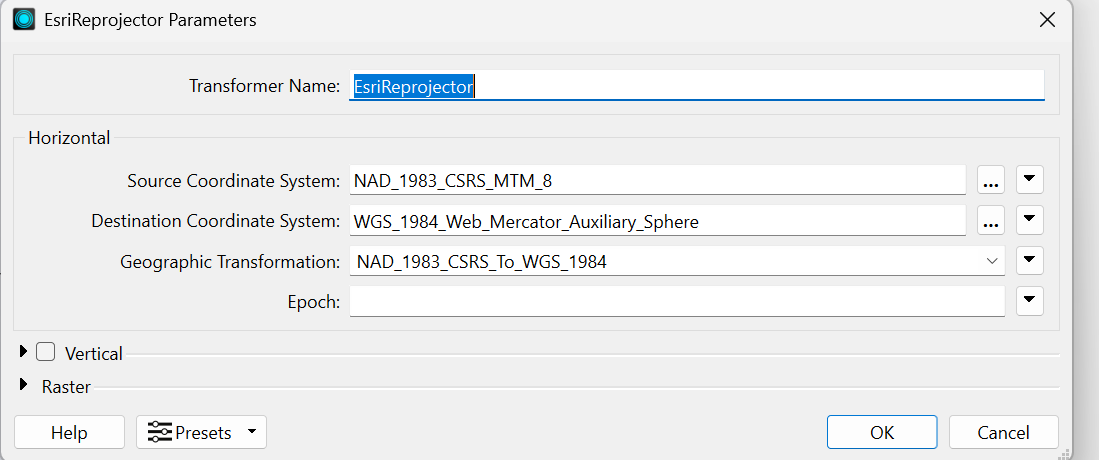 EsriReprojector Parameters
Transformer Name: EsriReprojector
Horizontal
Source Coordinate System: NAD_1983_CSRS_MTM_8 ...
Destination Coordinate System: WGS_1984_Web_Mercator_Auxiliary_Sphere ...
Geographic Transformation: NAD_1983_CSRS_To_WGS_1984
Epoch:
Vertical
Raster
Help Presets OK Cancel